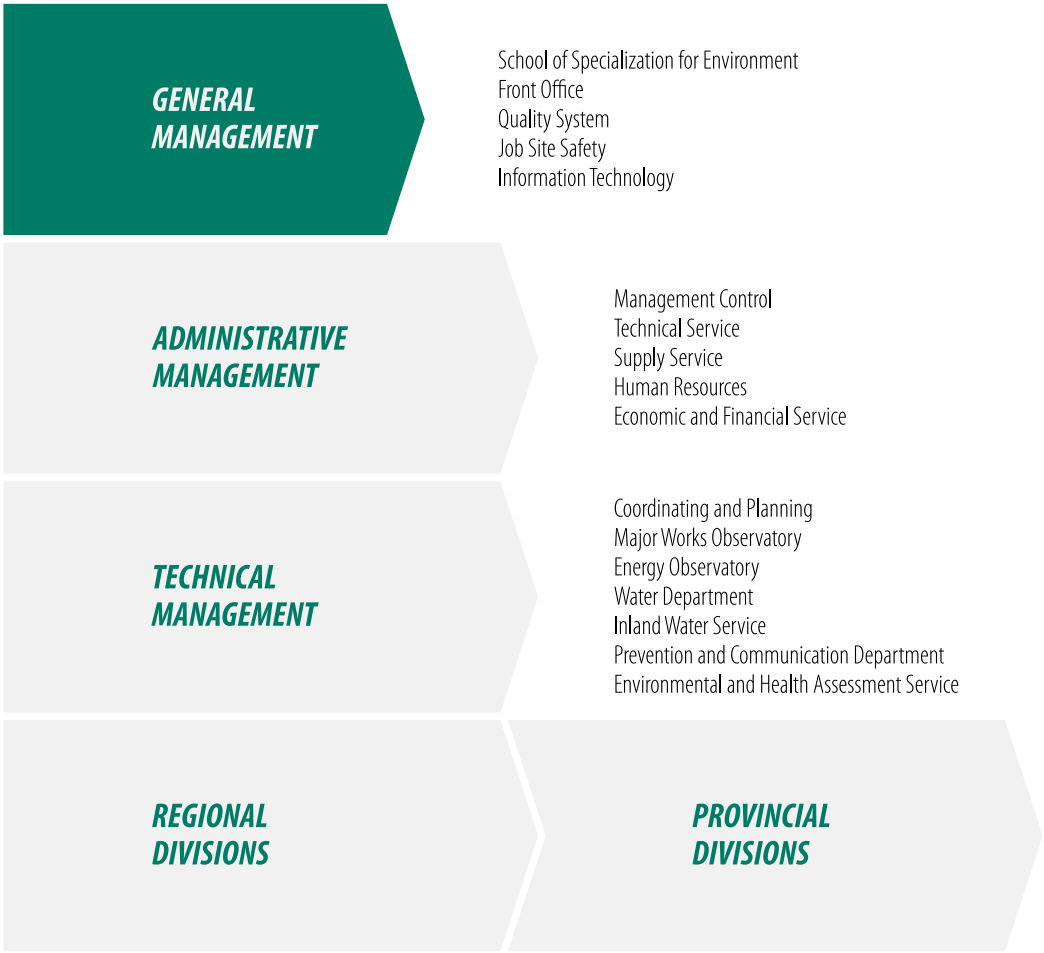 GENERAL
MANAGEMENT
School of Specialization for Environment
Front Office
Quality System
Job Site Safety
Information Technology
ADMINISTRATIVE
MANAGEMENT
Management Control
Technical Service
Supply Service
Human Resources
Economic and Financial Service
TECHNICAL
MANAGEMENT
Coordinating and Planning
Major Works Observatory
Energy Observatory
Water Department
Inland Water Service
Prevention and Communication Department
Environmental and Health Assessment Service
REGIONAL
DIVISIONS
PROVINCIAL
DIVISIONS